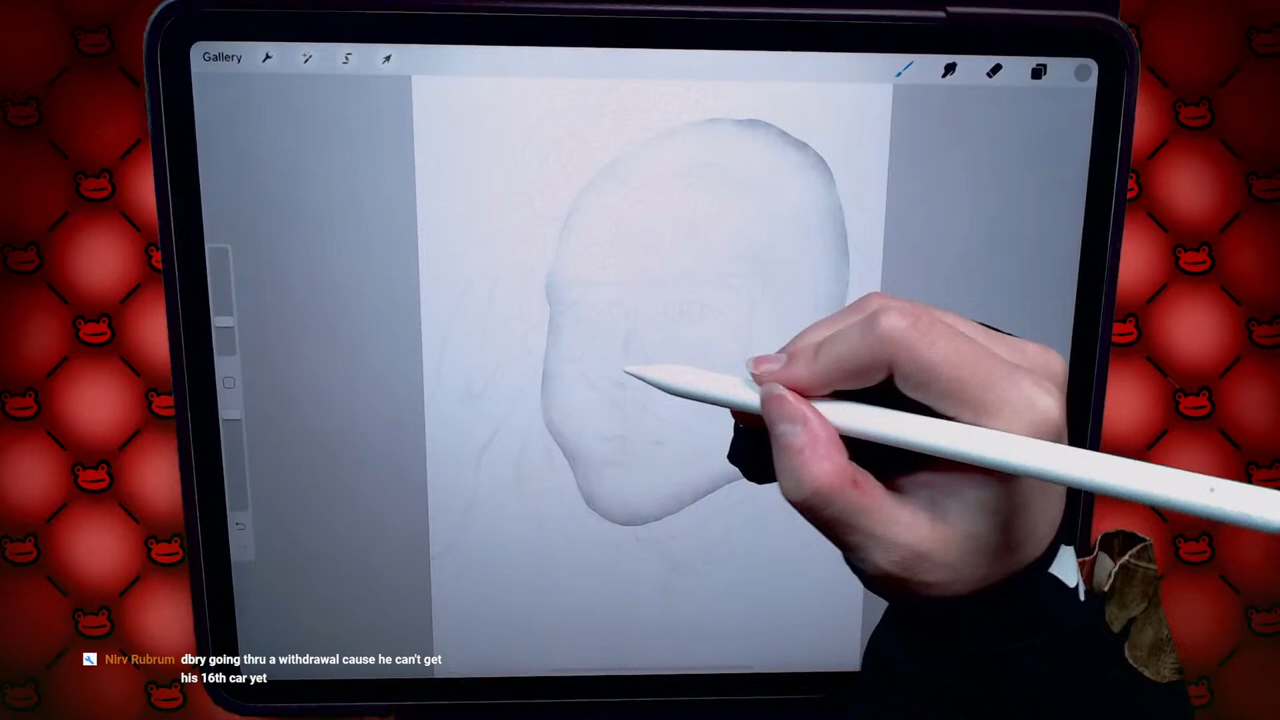 Gallery
Nirv Rubrum dbry going thru a withdrawal cause he can't get
his 16th car yet